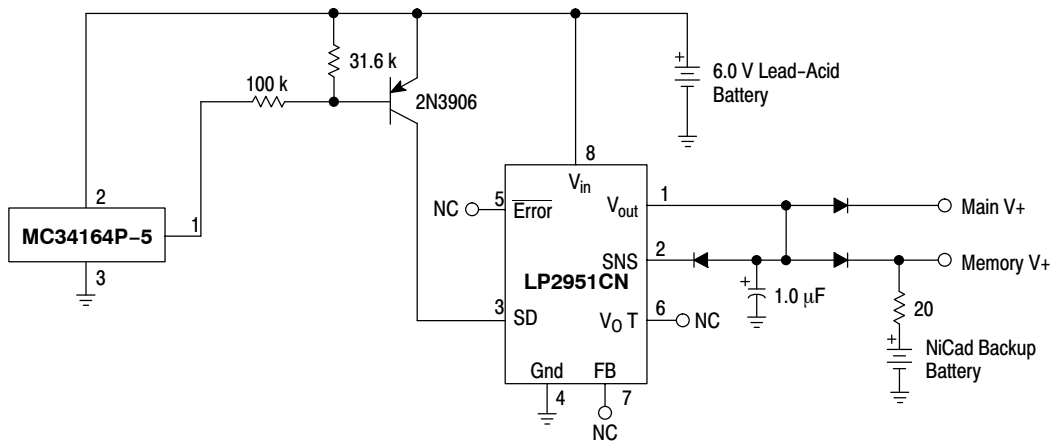 31.6 k
100 k
2N3906
+
6.0 V Lead–Acid
Battery
8
Vin
2
1
MC34164P–5
3
NC
5
Error
Vout
1
Main V+
SNS
2
Memory V+
LP2951CN
+
1.0 μF
3
SD
VO T
6
NC
20
+
NiCad Backup
Battery
Gnd
FB
4
7
NC